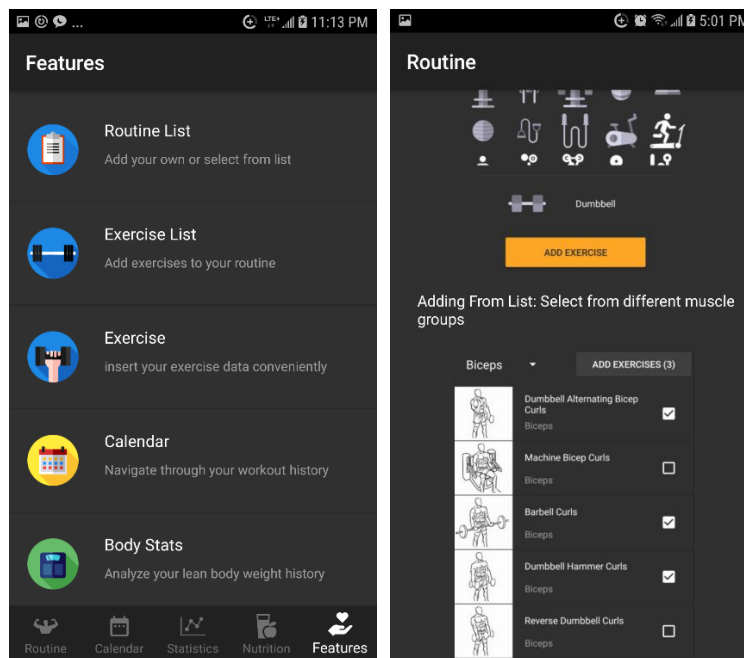 ... LTE+ 11:13 PM
Features
Routine List
Add your own or select from list
Exercise List
Add exercises to your routine
Exercise
insert your exercise data conveniently
Calendar
Navigate through your workout history
Body Stats
Analyze your lean body weight history
Routine Calendar Statistics Nutrition Features
5:01 PM
Routine
Dumbbell
ADD EXERCISE
Adding From List: Select from different muscle
groups
Biceps ADD EXERCISES (3)
Dumbbell Alternating Bicep
Curls
Biceps
Machine Bicep Curls
Biceps
Barbell Curls
Biceps
Dumbbell Hammer Curls
Biceps
Reverse Dumbbell Curls
Biceps